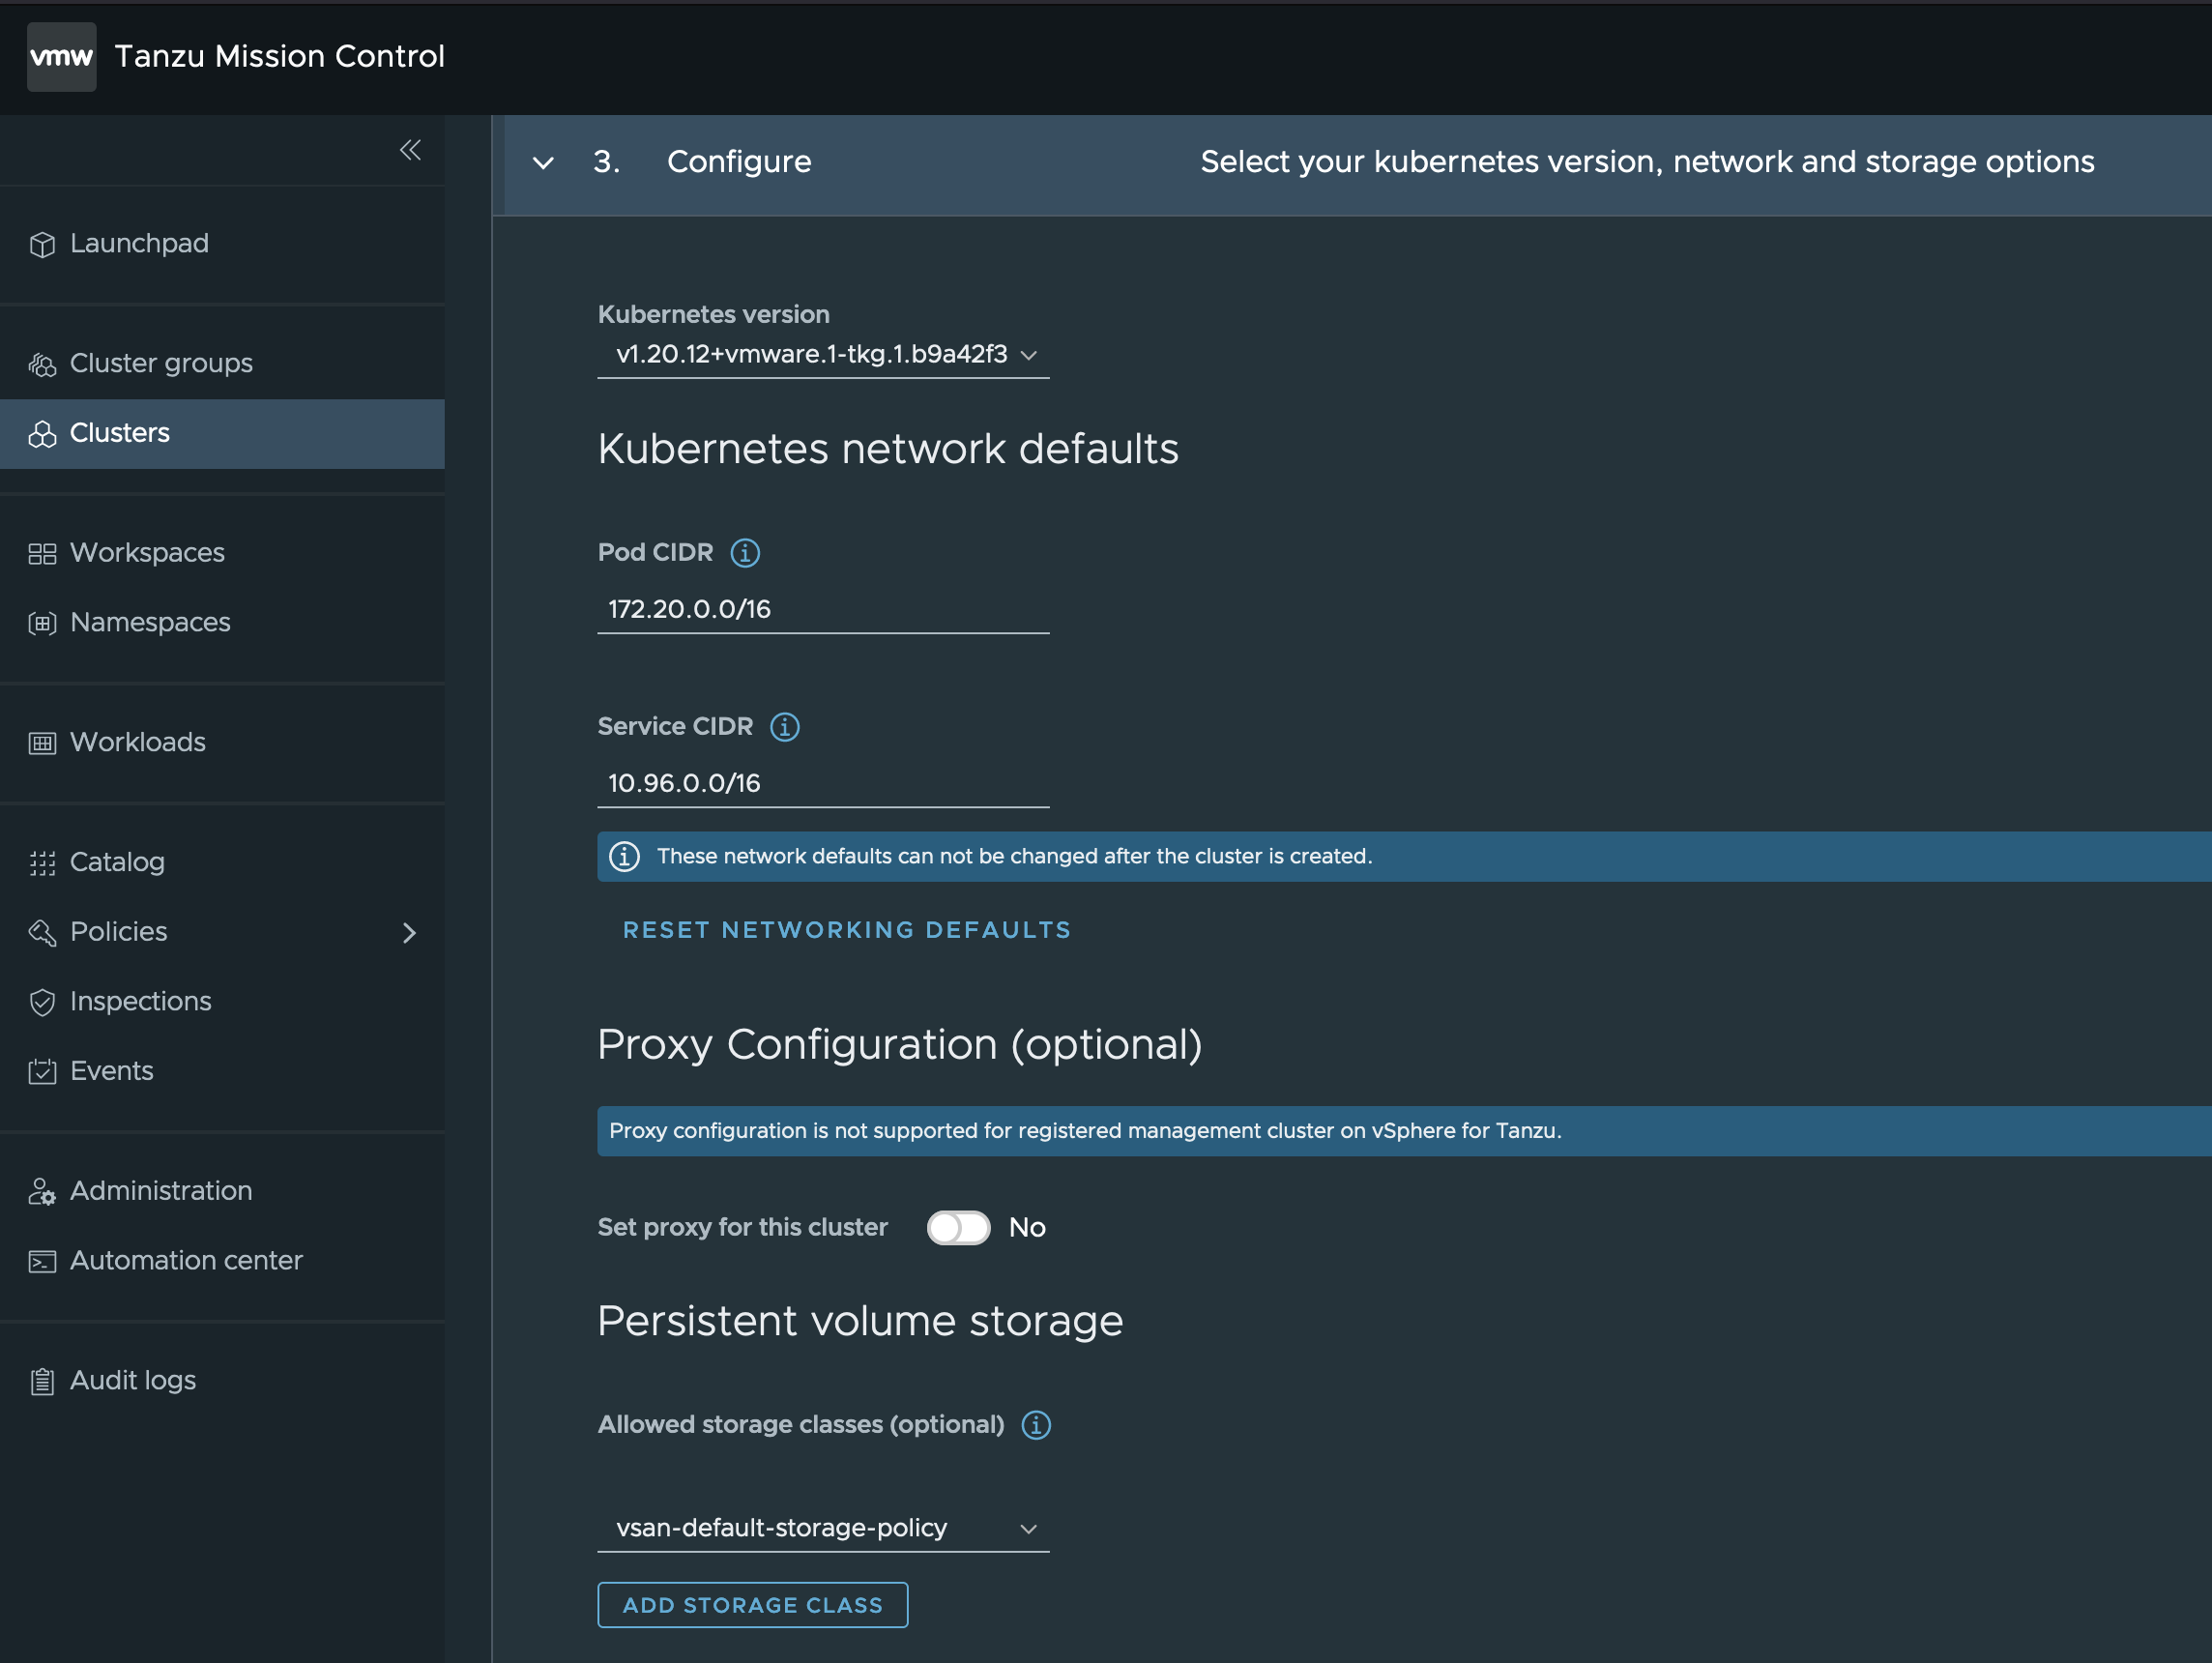 vmw
Tanzu Mission Control
Launchpad
Cluster groups
Clusters
Workspaces
Namespaces
Workloads
Catalog
Policies
Inspections
Events
Administration
Automation center
Audit logs
3. Configure
Select your kubernetes version, network and storage options
Kubernetes version
v1.20.12+vmware.1-tkg.1.b9a42f3
Kubernetes network defaults
Pod CIDR
172.20.0.0/16
Service CIDR
10.96.0.0/16
These network defaults can not be changed after the cluster is created.
RESET NETWORKING DEFAULTS
Proxy Configuration (optional)
Proxy configuration is not supported for registered management cluster on vSphere for Tanzu.
Set proxy for this cluster No
Persistent volume storage
Allowed storage classes (optional)
vsan-default-storage-policy
ADD STORAGE CLASS